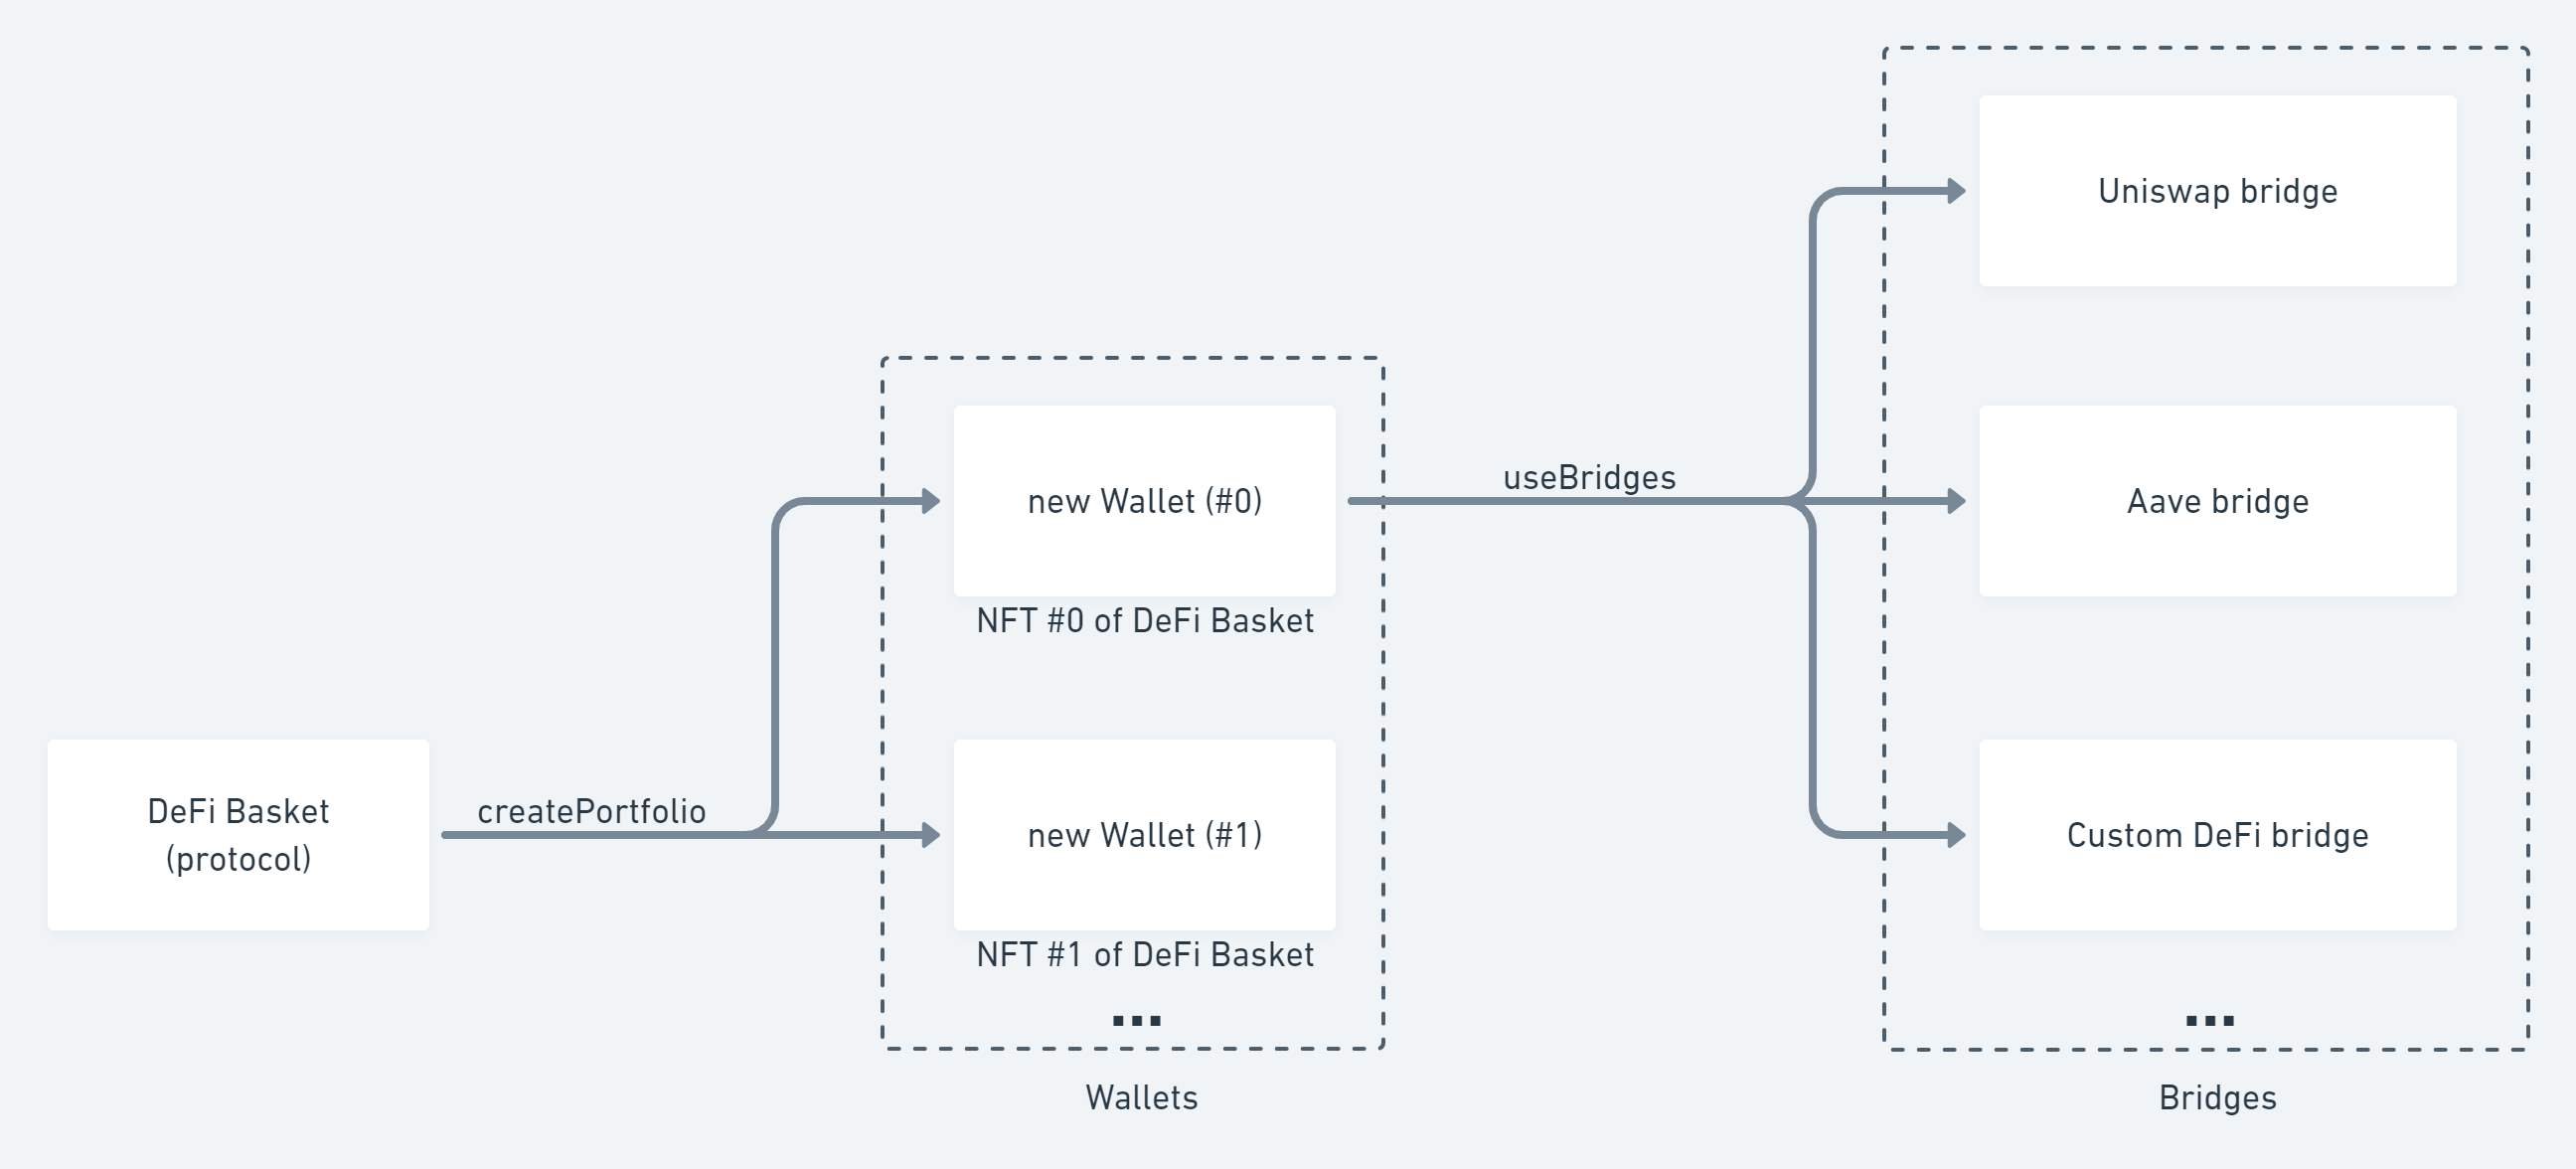 DeFi Basket
(protocol)
createPortfolio
new Wallet (#0)
NFT #0 of DeFi Basket
new Wallet (#1)
NFT #1 of DeFi Basket
...
Wallets
useBridges
Uniswap bridge
Aave bridge
Custom DeFi bridge
...
Bridges